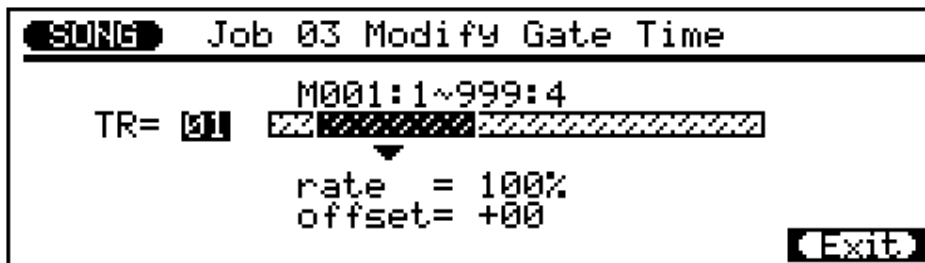 SONG Job 03 Modify Gate Time
M001:1~999:4
TR= 01
rate = 100%
offset= +00
Exit